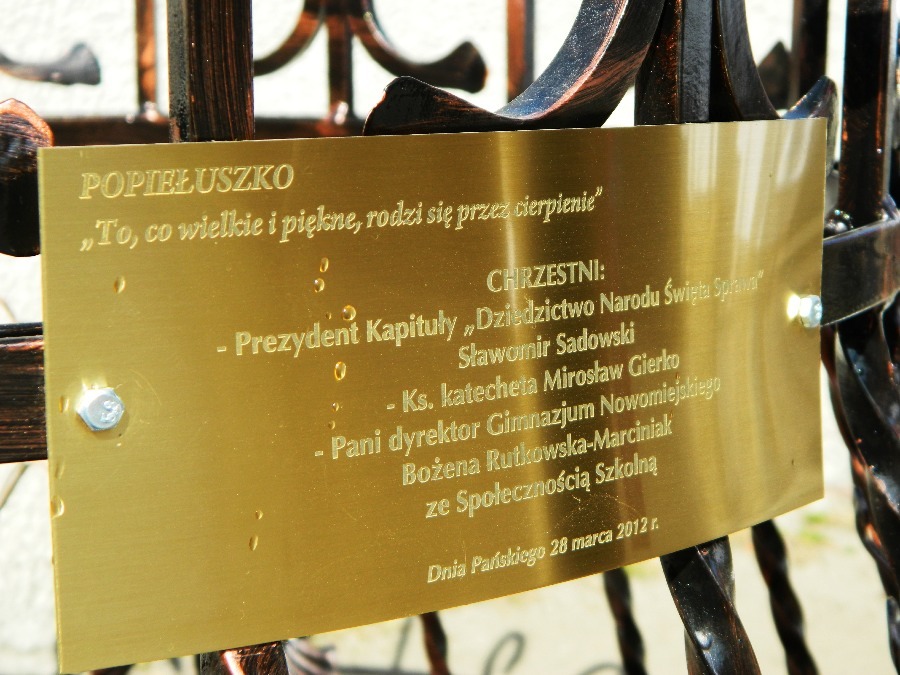 POPIEŁUSZKO
„To, co wielkie i piękne, rodzi się przez cierpienie”
CHRZESTNI:
- Prezydent Kapituły „Dziedzictwo Narodu Święta Sprawa”
Sławomir Sadowski
- Ks. katecheta Mirosław Gierko
- Pani dyrektor Gimnazjum Nowomiejskiego
Bożena Rutkowska-Marciniak
ze Społecznością Szkolną
Dnia Pańskiego 28 marca 2012 r.